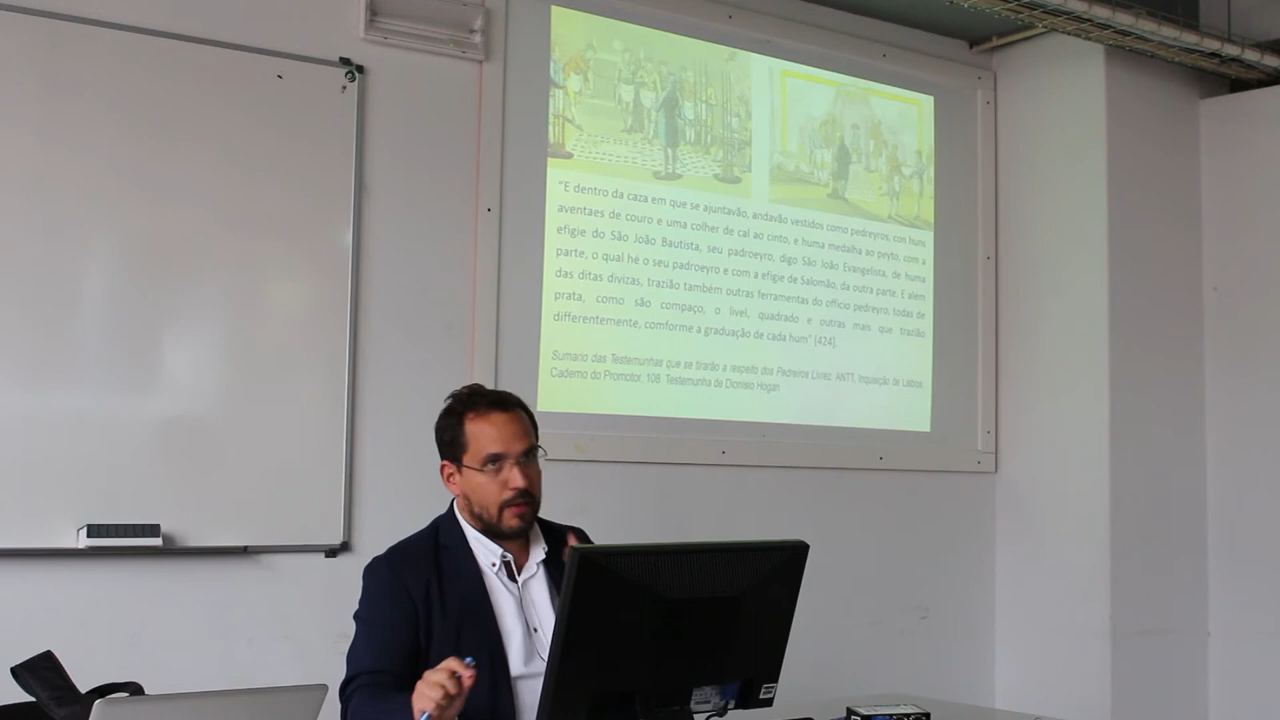 "E dentro da caza em que se ajuntavão, andavão vestidos como pedreyros, con huns
aventaes de couro e uma colher de cal ao cinto, e huma medalha ao peyto, com a
efigie do São João Bautista, seu padroeyro, digo São João Evangelista, de huma
parte, o qual hé o seu padroeyro e com a efigie de Salomão, da outra parte. E além
das ditas divizas, trazião também outras ferramentas do officio pedreyro, todas de
prata, como são compaço, o livel, quadrado e outras mais que trazião
differentemente, comforme a graduação de cada hum" (424).
Sumario das Testemunhas que se tirarão a respeito dos Pedreiros Livrez, ANTT, Inquisição de Lisboa,
Caderno do Promotor, 108. Testemunha de Dionisio Hogan.